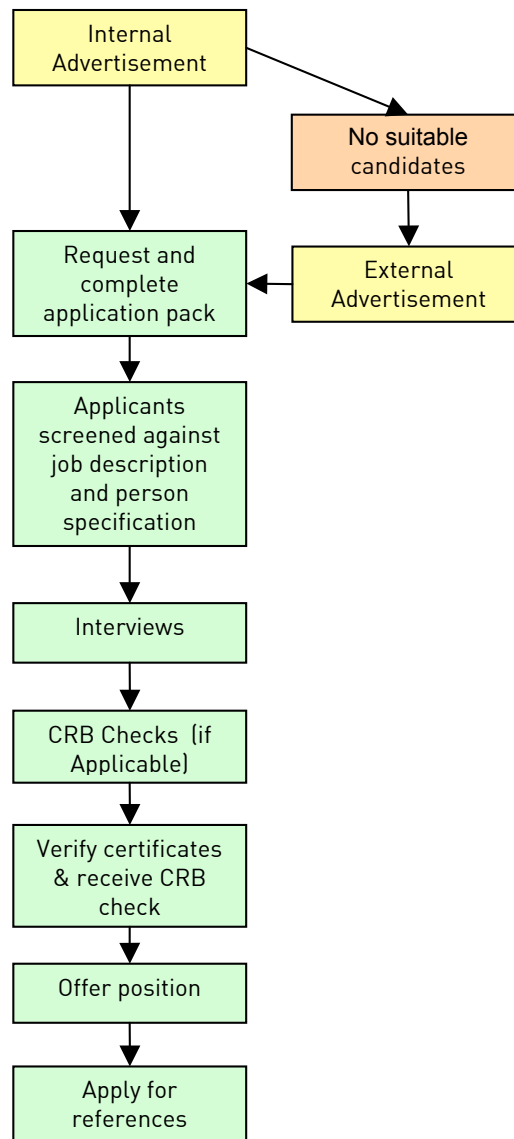 Internal
Advertisement
No suitable
candidates
Request and
complete
application pack
External
Advertisement
Applicants
screened against
job description
and person
specification
Interviews
CRB Checks (if
Applicable)
Verify certificates
& receive CRB
check
Offer position
Apply for
references